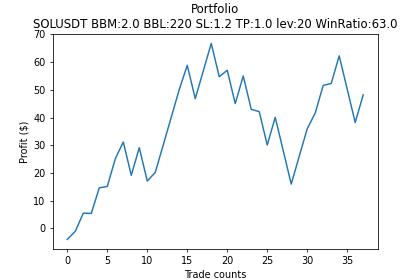 Portfolio
SOLUSDT BBM:2.0 BBL:220 SL:1.2 TP:1.0 lev:20 WinRatio:63.0
70
60
50
40
30
20
10
0
Profit ($)
0 5 10 15 20 25 30 35
Trade counts